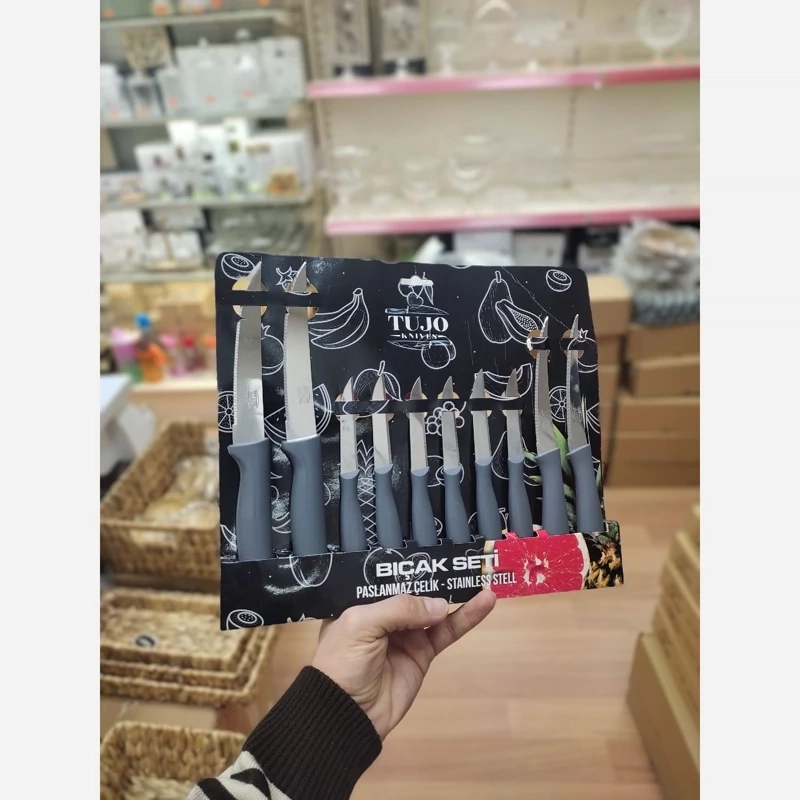 TUJO
KNIVES
BIÇAK SETİ
PASLANMAZ ÇELİK - STAINLESS STELL